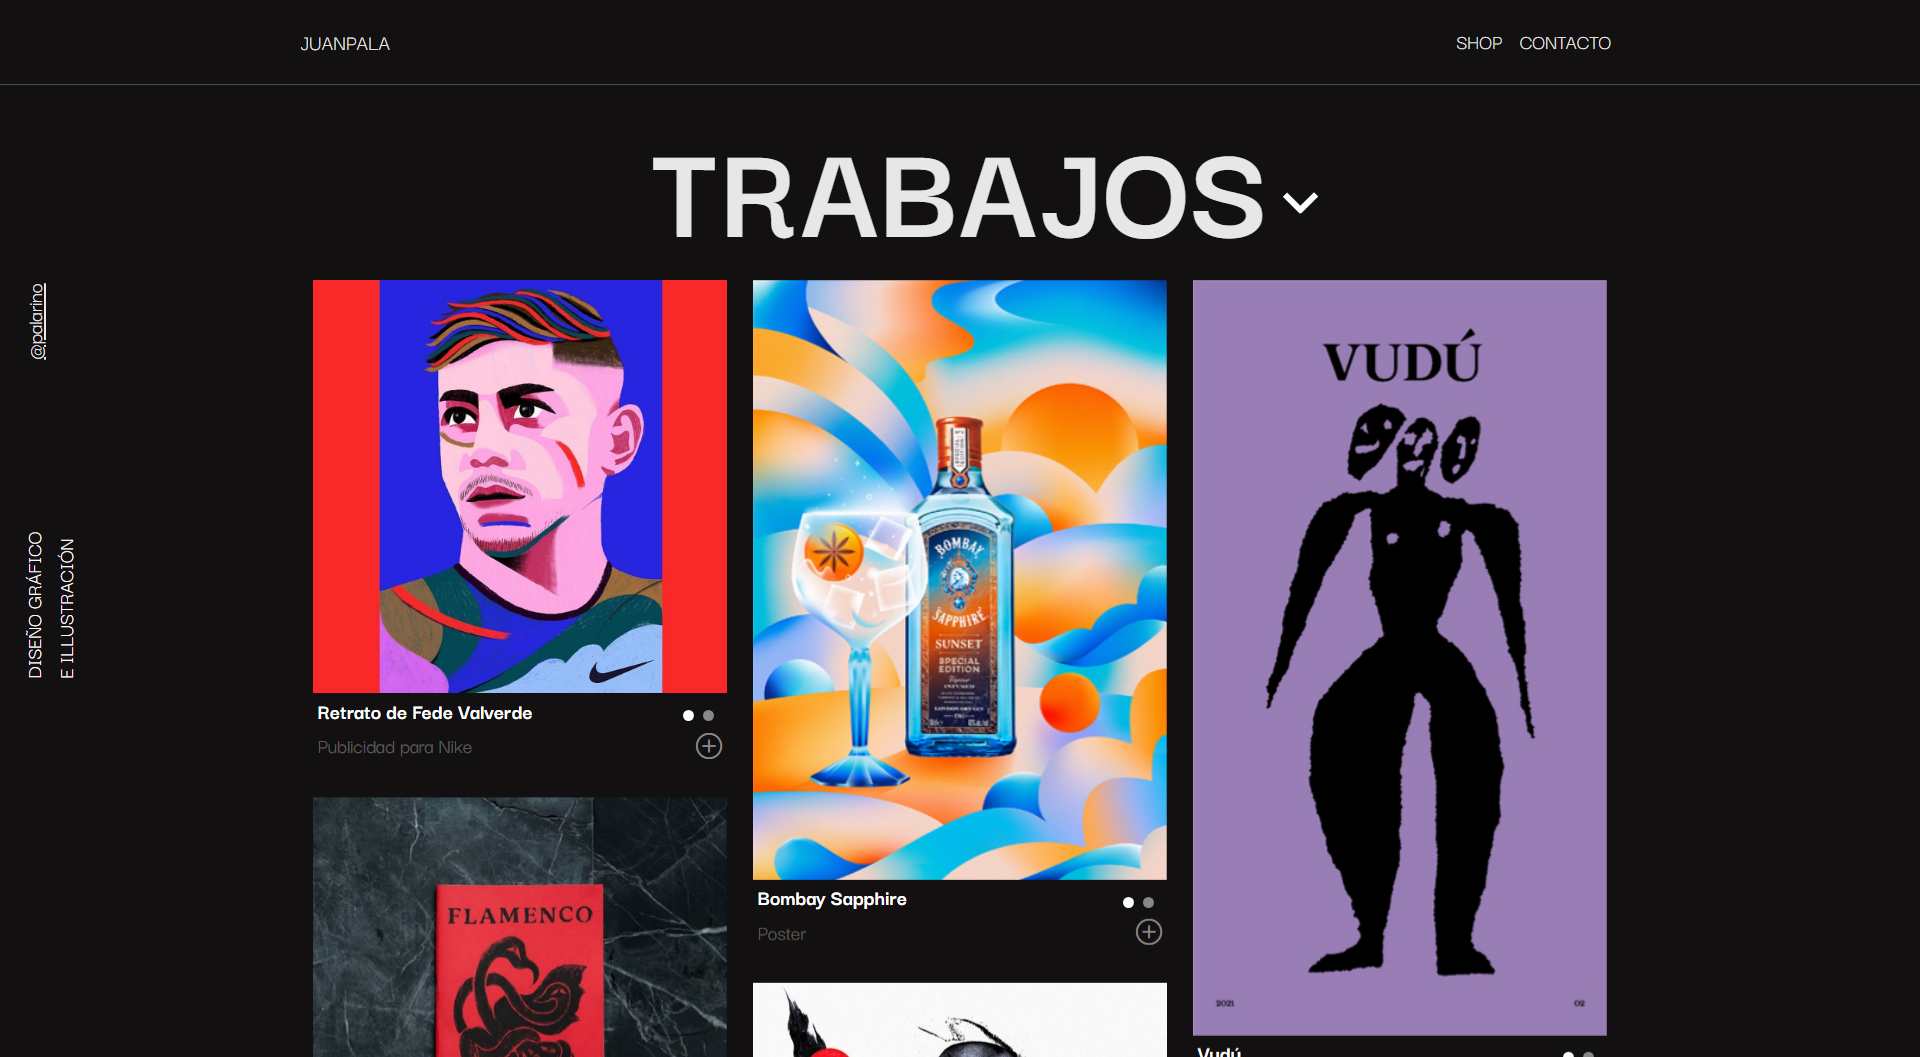 JUANPALA
SHOP CONTACTO
TRABAJOS
@palarino
DISEÑO GRÁFICO
E ILLUSTRACIÓN
Retrato de Fede Valverde
Publicidad para Nike
FLAMENCO
BOMBAY
SAPPHIRE
SUNSET
SPECIAL
EDITION
INFUSED
Bombay Sapphire
Poster
VUDÚ
2021 02
Vudú